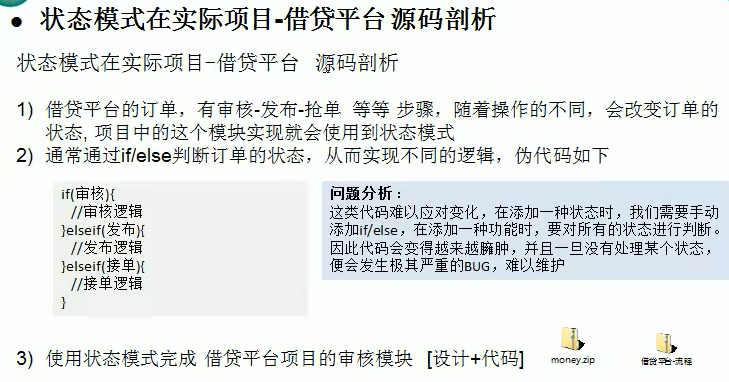 ● 状态模式在实际项目-借贷平台 源码剖析
状态模式在实际项目-借贷平台 源码剖析
1) 借贷平台的订单，有审核-发布-抢单 等等 步骤，随着操作的不同，会改变订单的
状态, 项目中的这个模块实现就会使用到状态模式
2) 通常通过if/else判断订单的状态，从而实现不同的逻辑，伪代码如下
if(审核){
//审核逻辑
}elseif(发布){
//发布逻辑
}elseif(接单){
//接单逻辑
}
问题分析：
这类代码难以应对变化，在添加一种状态时，我们需要手动
添加if/else，在添加一种功能时，要对所有的状态进行判断。
因此代码会变得越来越臃肿，并且一旦没有处理某个状态，
便会发生极其严重的BUG，难以维护
3) 使用状态模式完成 借贷平台项目的审核模块 [设计+代码]
money.zip
借贷平台-流程